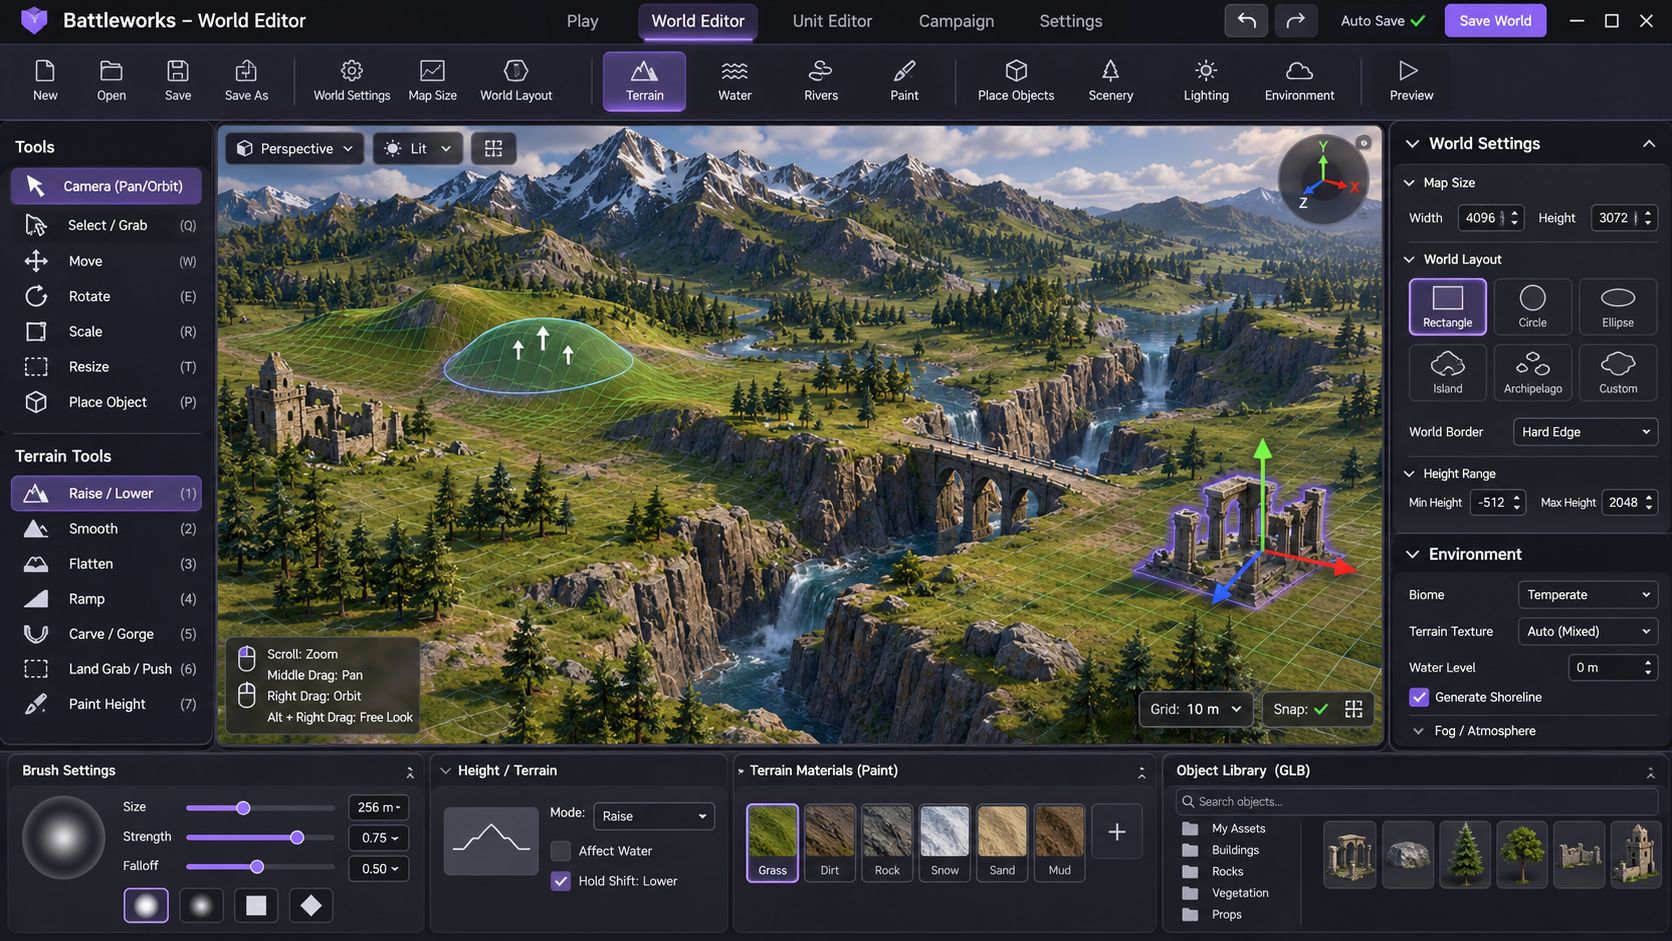 Battleworks – World Editor
Play
World Editor
Unit Editor
Campaign
Settings
Auto Save
Save World
New
Open
Save
Save As
World Settings
Map Size
World Layout
Terrain
Water
Rivers
Paint
Place Objects
Scenery
Lighting
Environment
Preview
Tools
Camera (Pan/Orbit)
Select / Grab (Q)
Move (W)
Rotate (E)
Scale (R)
Resize (T)
Place Object (P)
Terrain Tools
Raise / Lower (1)
Smooth (2)
Flatten (3)
Ramp (4)
Carve / Gorge (5)
Land Grab / Push (6)
Paint Height (7)
Perspective
Lit
Y
X
Z
Scroll: Zoom
Middle Drag: Pan
Right Drag: Orbit
Alt + Right Drag: Free Look
Grid: 10 m
Snap:
World Settings
Map Size
Width 4096 Height 3072
World Layout
Rectangle
Circle
Ellipse
Island
Archipelago
Custom
World Border Hard Edge
Height Range
Min Height -512 Max Height 2048
Environment
Biome Temperate
Terrain Texture Auto (Mixed)
Water Level 0 m
Generate Shoreline
Fog / Atmosphere
Brush Settings
Size 256 m
Strength 0.75
Falloff 0.50
Height / Terrain
Mode: Raise
Affect Water
Hold Shift: Lower
Terrain Materials (Paint)
Grass
Dirt
Rock
Snow
Sand
Mud
Object Library (GLB)
Search objects...
My Assets
Buildings
Rocks
Vegetation
Props